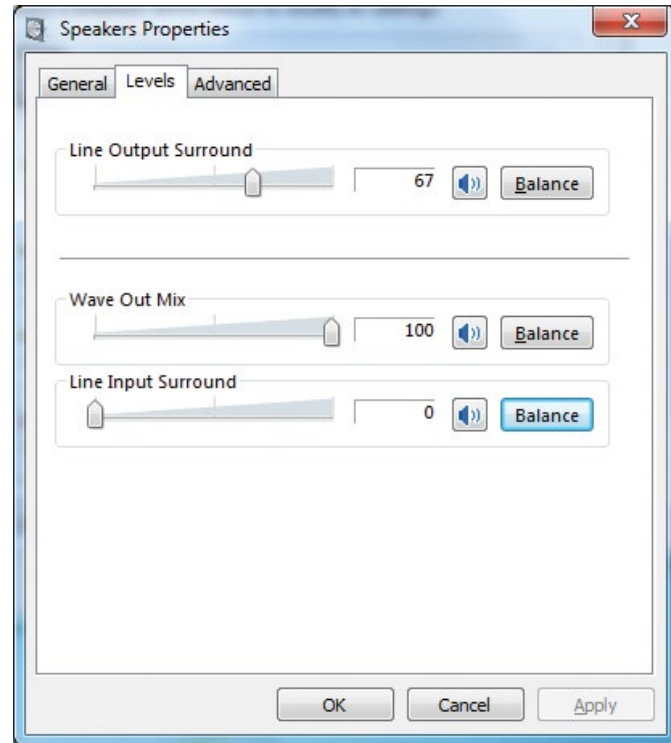 Speakers Properties
General Levels Advanced
Line Output Surround
67 Balance
Wave Out Mix
100 Balance
Line Input Surround
0 Balance
OK Cancel Apply